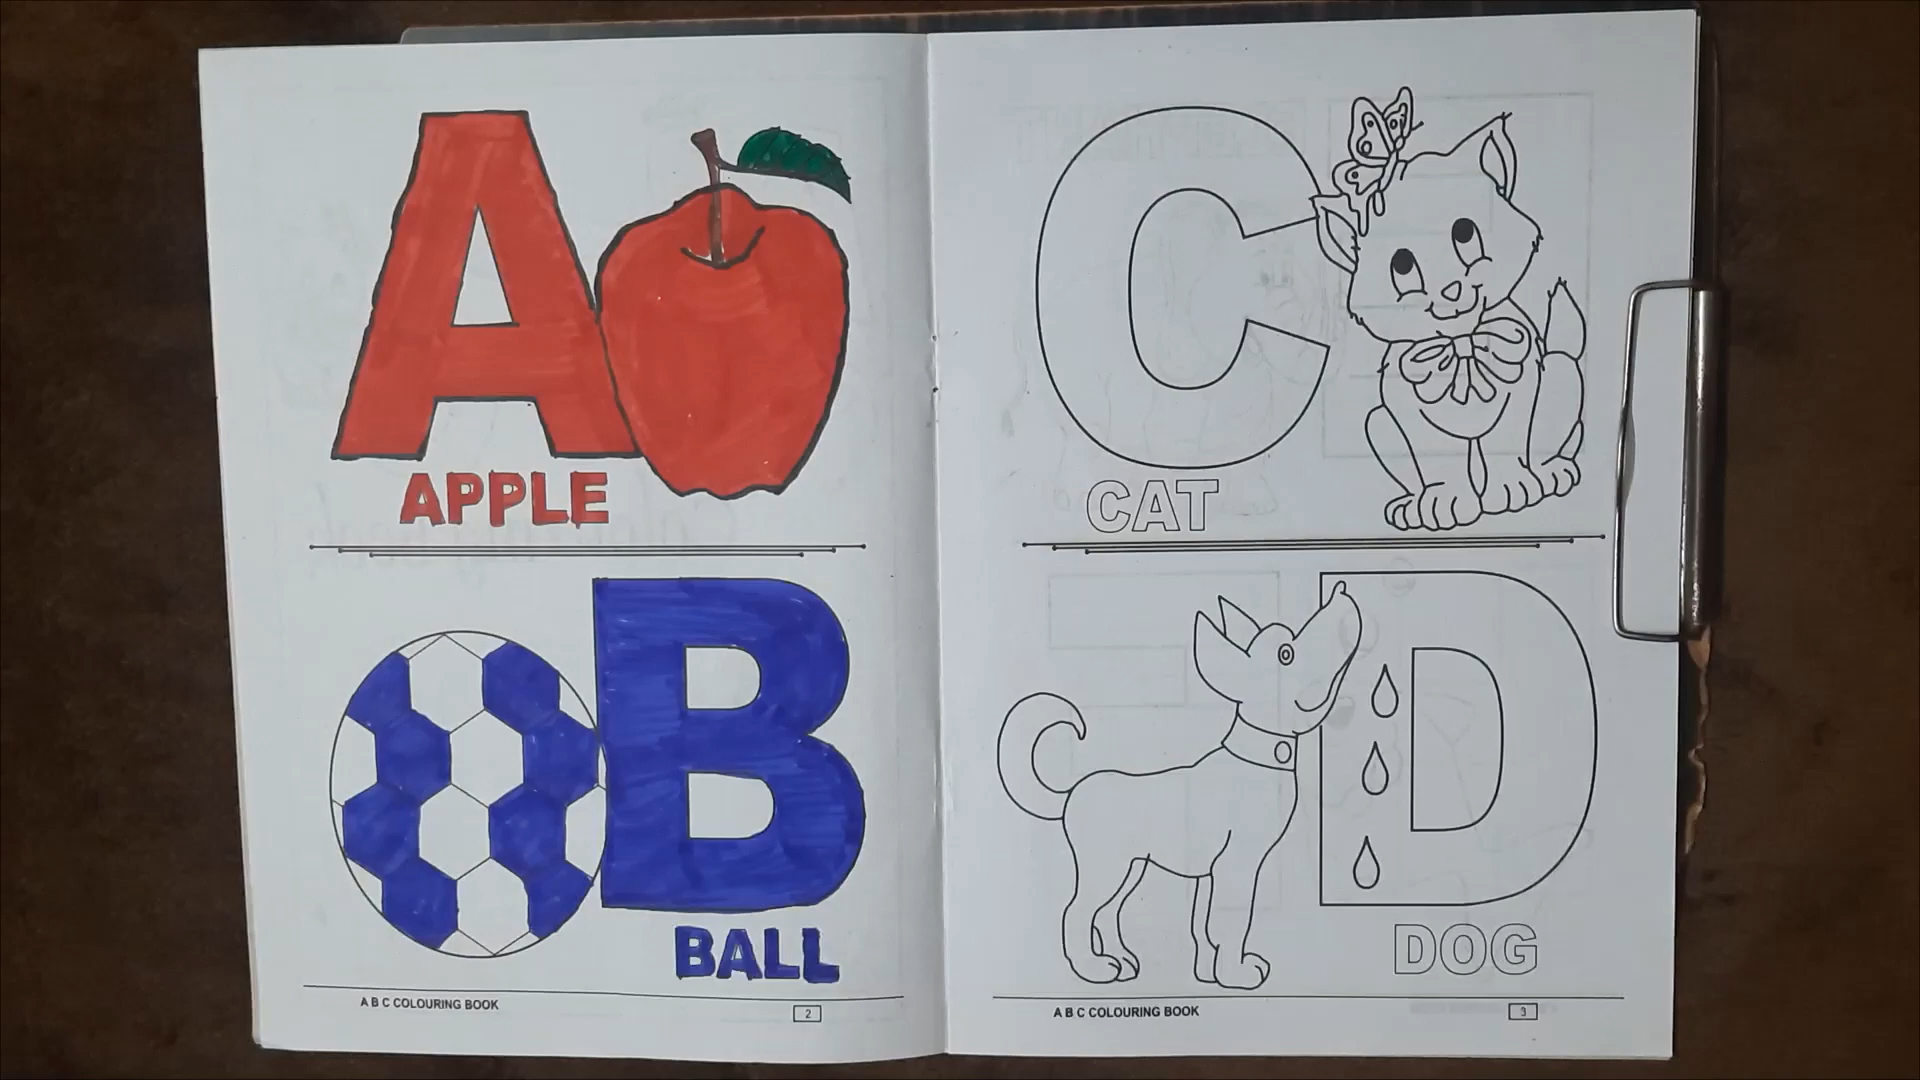 A
APPLE
B
BALL
A B C COLOURING BOOK
2
C
CAT
D
DOG
A B C COLOURING BOOK
3